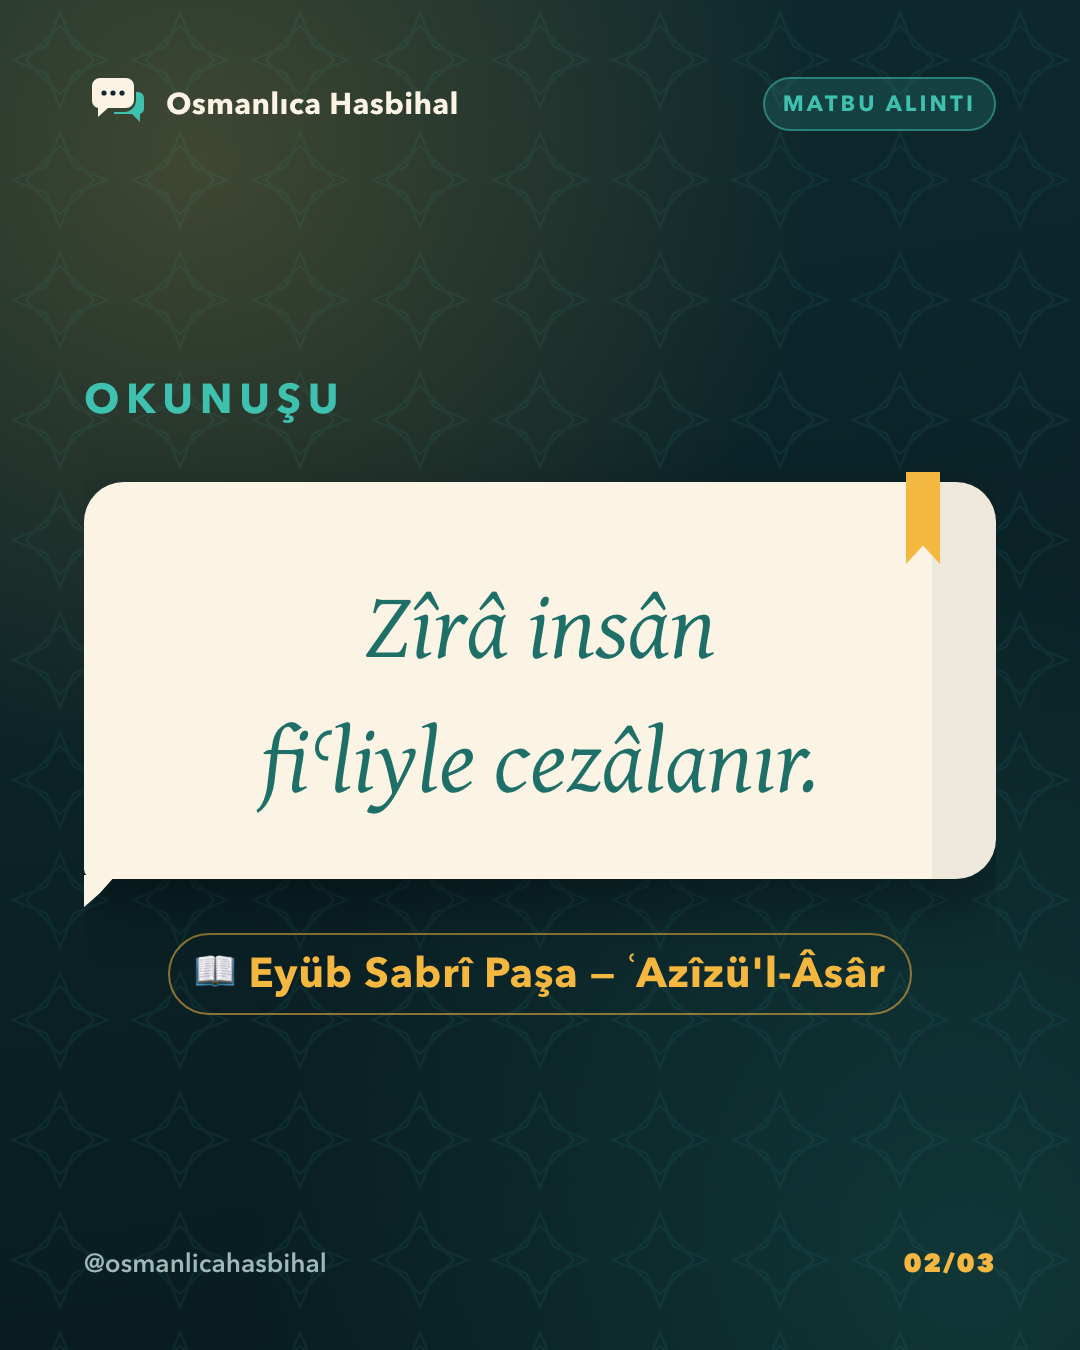 Osmanlıca Hasbihal
MATBU ALINTI
OKUNUŞU
Zîrâ insân
fiʿliyle cezâlanır.
📖 Eyüb Sabrî Paşa – ʿAzîzü'l-Âsâr
@osmanlicahasbihal
02/03